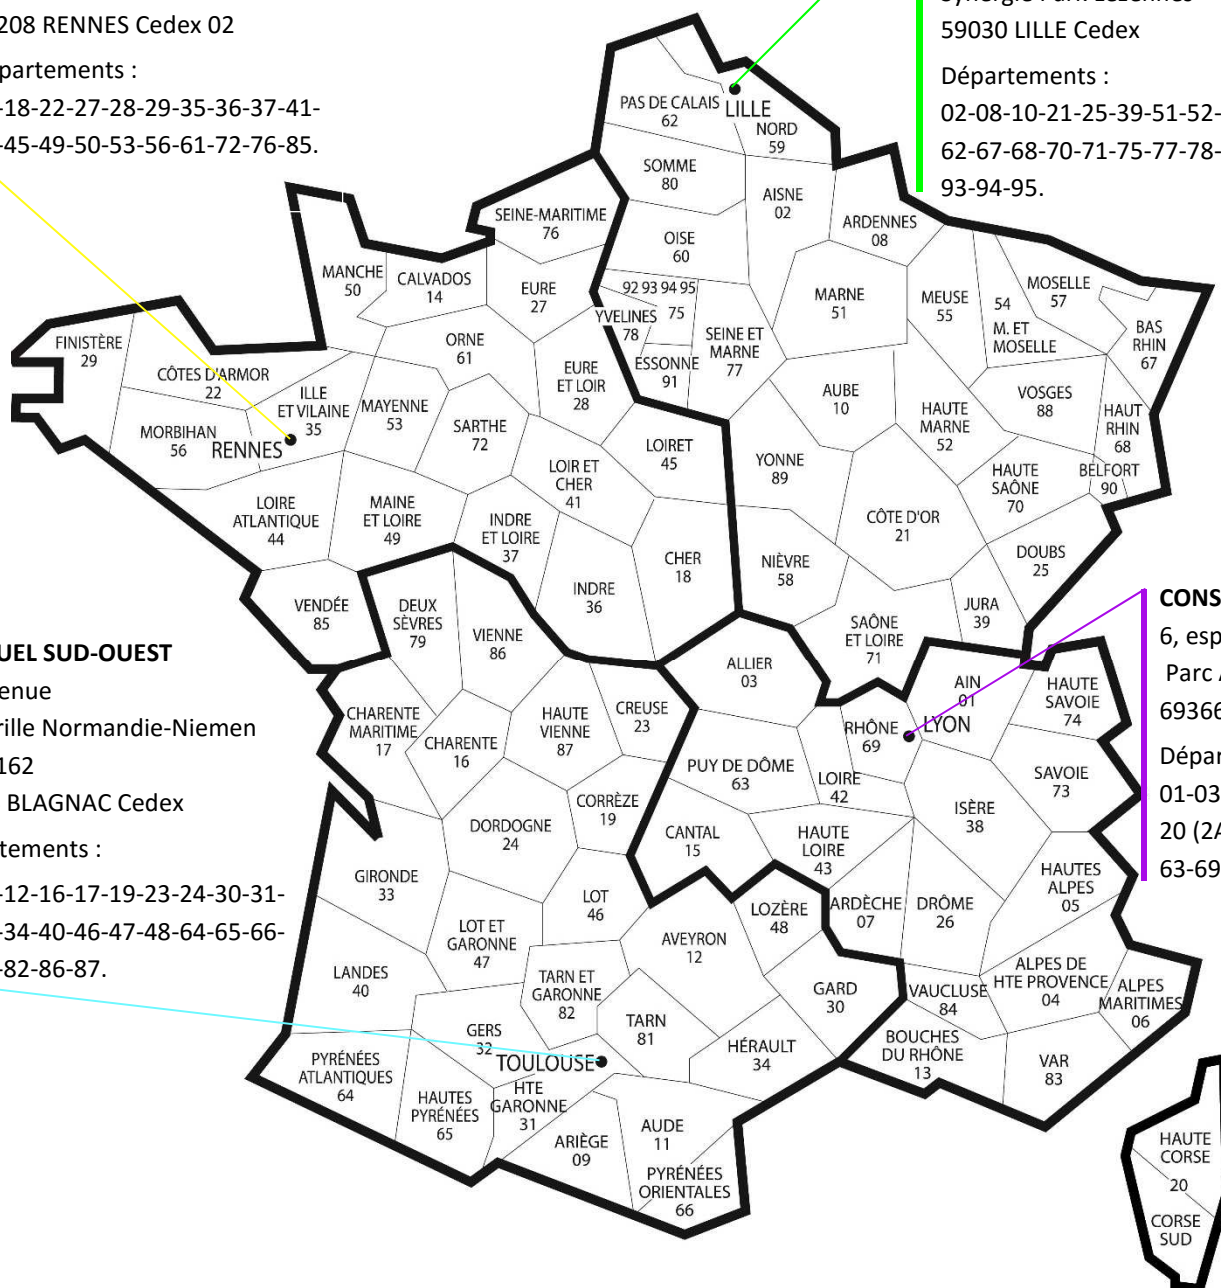 208 RENNES Cedex 02
partements :
-18-22-27-28-29-35-36-37-41-
-45-49-50-53-56-61-72-76-85.
59030 LILLE Cedex
Départements :
02-08-10-21-25-39-51-52-
62-67-68-70-71-75-77-78-
93-94-95.
PAS DE CALAIS
62
LILLE
NORD
59
SOMME
80
AISNE
02
ARDENNES
08
SEINE-MARITIME
76
OISE
60
MANCHE
50
CALVADOS
14
EURE
27
92 93 94 95
75
YVELINES
78
ESSONNE
91
SEINE ET
MARNE
77
MARNE
51
MEUSE
55
54
M. ET
MOSELLE
MOSELLE
57
BAS
RHIN
67
FINISTÈRE
29
CÔTES D'ARMOR
22
ILLE
ET VILAINE
35
ORNE
61
EURE
ET LOIR
28
AUBE
10
HAUTE
MARNE
52
VOSGES
88
HAUT
RHIN
68
MORBIHAN
56
RENNES
MAYENNE
53
SARTHE
72
LOIR ET
CHER
41
LOIRET
45
YONNE
89
HAUTE
SAÔNE
70
BELFORT
90
LOIRE
ATLANTIQUE
44
MAINE
ET LOIRE
49
INDRE
ET LOIRE
37
CÔTE D'OR
21
DOUBS
25
CHER
18
NIÈVRE
58
INDRE
36
VENDÉE
85
DEUX
SÈVRES
79
VIENNE
86
SAÔNE
ET LOIRE
71
JURA
39
CONS
6, esp
Parc A
69366
Dépar
01-03
20 (2A
63-69
UEL SUD-OUEST
enue
rille Normandie-Niemen
162
BLAGNAC Cedex
tements :
-12-16-17-19-23-24-30-31-
-34-40-46-47-48-64-65-66-
-82-86-87.
ALLIER
03
AIN
01
HAUTE
SAVOIE
74
CHARENTE
MARITIME
17
CHARENTE
16
HAUTE
VIENNE
87
CREUSE
23
RHÔNE
69
LYON
PUY DE DÔME
63
LOIRE
42
SAVOIE
73
ISÈRE
38
CORRÈZE
19
DORDOGNE
24
CANTAL
15
HAUTE
LOIRE
43
HAUTES
ALPES
05
GIRONDE
33
LOT
46
LOZÈRE
48
ARDÈCHE
07
DRÔME
26
LOT ET
GARONNE
47
AVEYRON
12
LANDES
40
TARN ET
GARONNE
82
GARD
30
VAUCLUSE
84
ALPES DE
HTE PROVENCE
04
ALPES
MARITIMES
06
GERS
32
TARN
81
HÉRAULT
34
BOUCHES
DU RHÔNE
13
VAR
83
TOULOUSE
PYRÉNÉES
ATLANTIQUES
64
HAUTES
PYRÉNÉES
65
HTE
GARONNE
31
ARIÈGE
09
AUDE
11
PYRÉNÉES
ORIENTALES
66
HAUTE
CORSE
20
CORSE
SUD